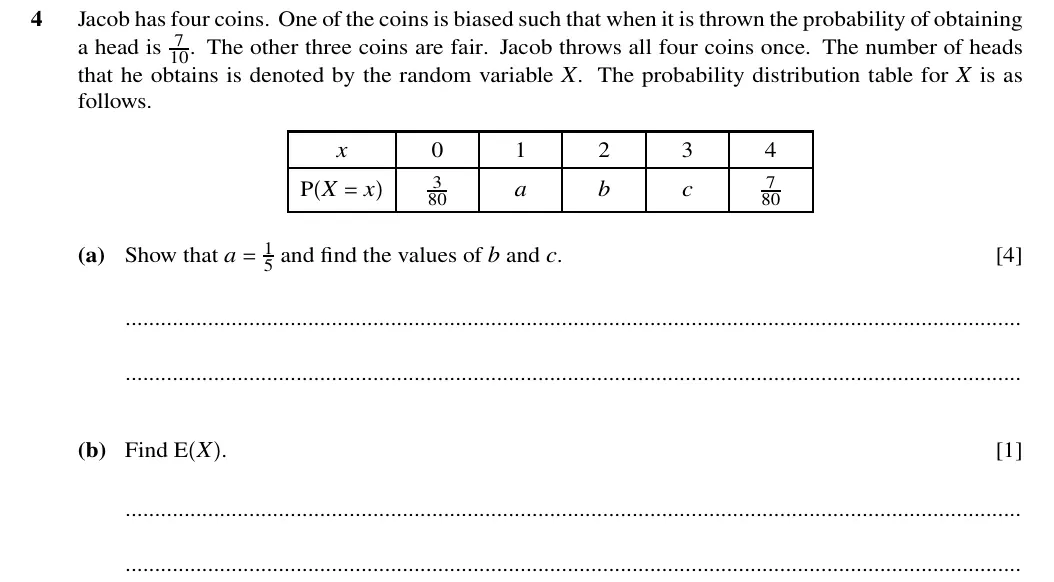 4 Jacob has four coins. One of the coins is biased such that when it is thrown the probability of obtaining
a head is 7/10. The other three coins are fair. Jacob throws all four coins once. The number of heads
that he obtains is denoted by the random variable X. The probability distribution table for X is as
follows.
x 0 1 2 3 4
P(X = x) 3/80 a b c 7/80
(a) Show that a = 1/5 and find the values of b and c. [4]
(b) Find E(X). [1]